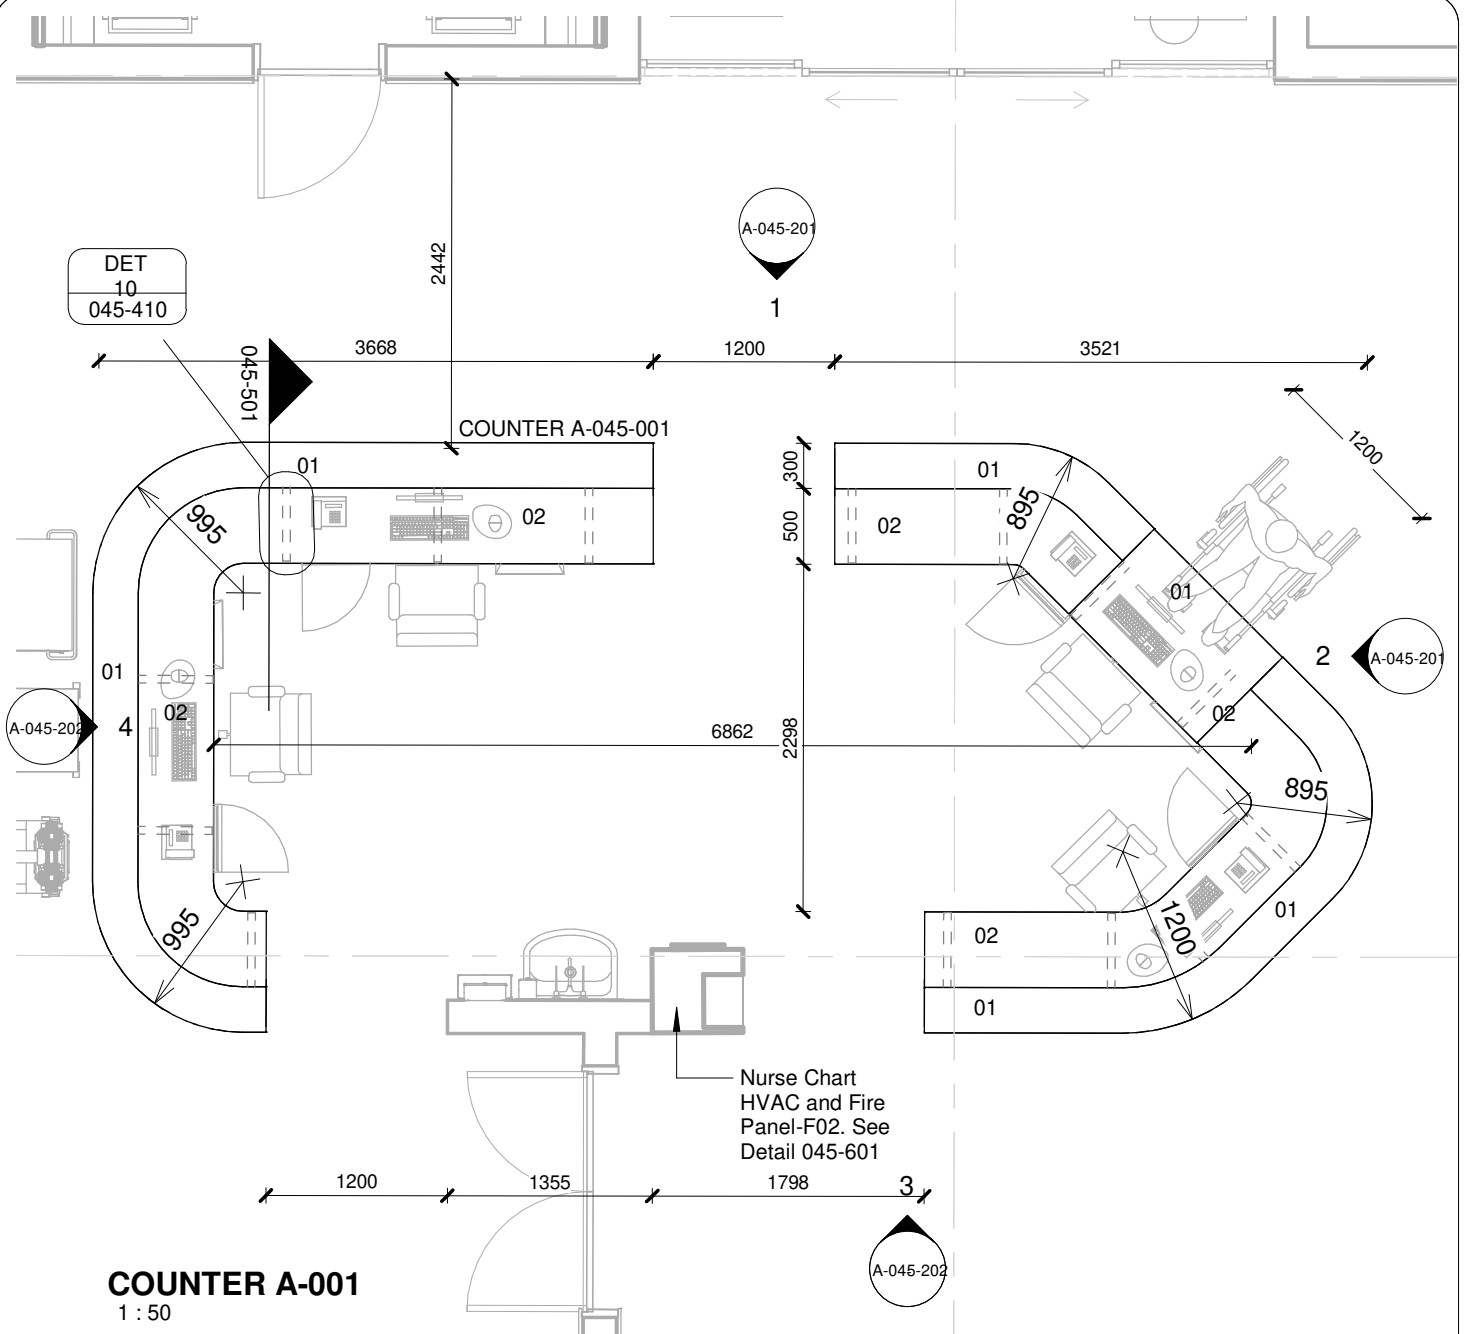 A-045-201
1
DET
10
045-410
2442
3668
1200
3521
045-501
COUNTER A-045-001
1200
01
02
995
300
500
01
02
895
01
2
A-045-201
01
02
A-045-202
4
02
6862
2298
895
995
1200
01
02
01
Nurse Chart
HVAC and Fire
Panel-F02. See
Detail 045-601
1200
1355
1798
3
A-045-202
COUNTER A-001
1 : 50